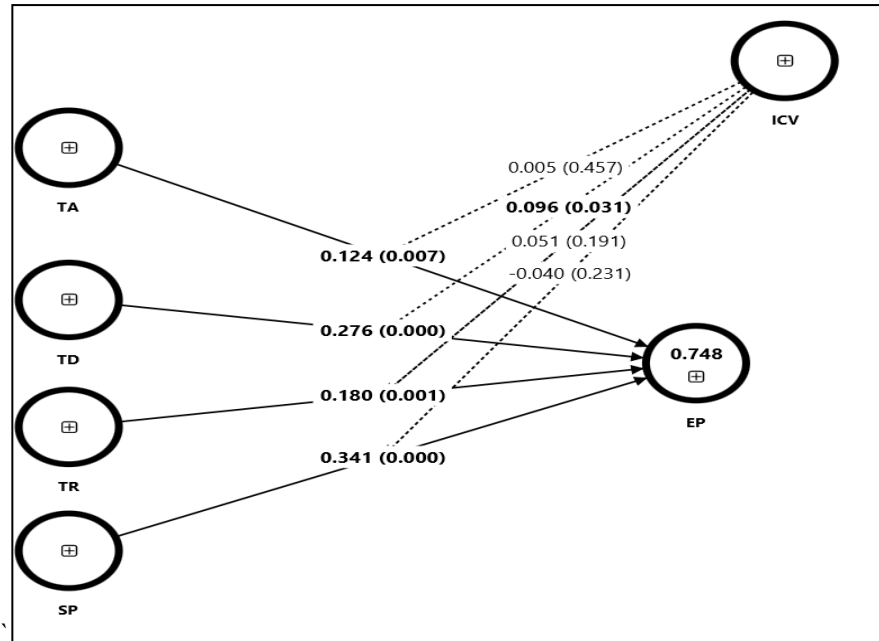 ICV
TA
0.005 (0.457)
0.096 (0.031)
0.051 (0.191)
0.124 (0.007)
-0.040 (0.231)
TD
0.276 (0.000)
0.748
0.180 (0.001)
EP
TR
0.341 (0.000)
SP
`